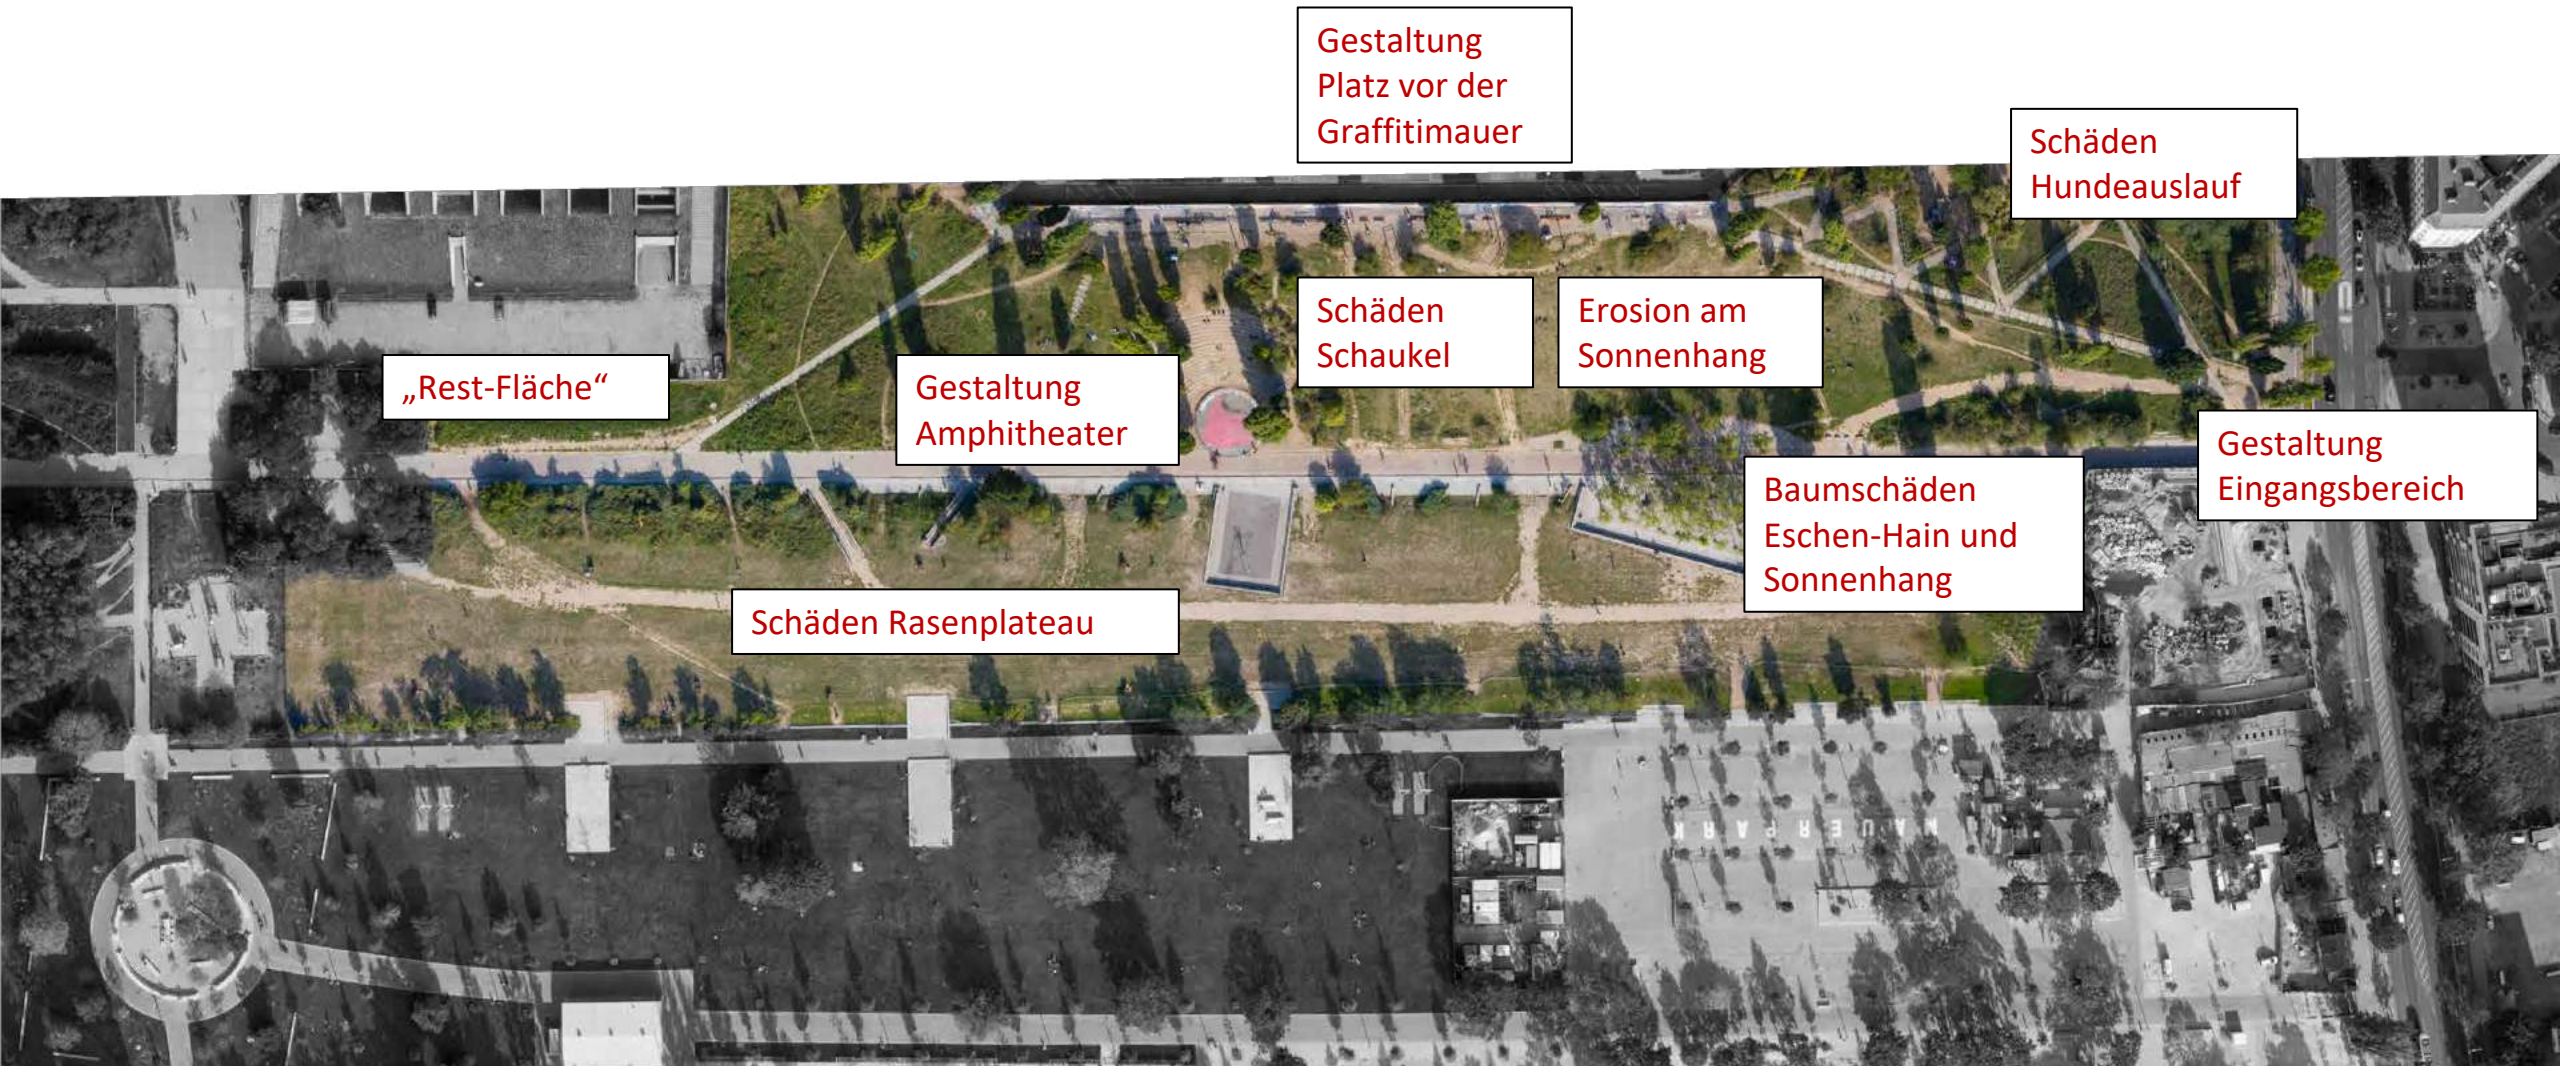 Gestaltung
Platz vor der
Graffitimauer
Schäden
Hundeauslauf
Schäden
Schaukel
Erosion am
Sonnenhang
„Rest-Fläche“
Gestaltung
Amphitheater
Gestaltung
Eingangsbereich
Baumschäden
Eschen-Hain und
Sonnenhang
Schäden Rasenplateau
MAUERPARK